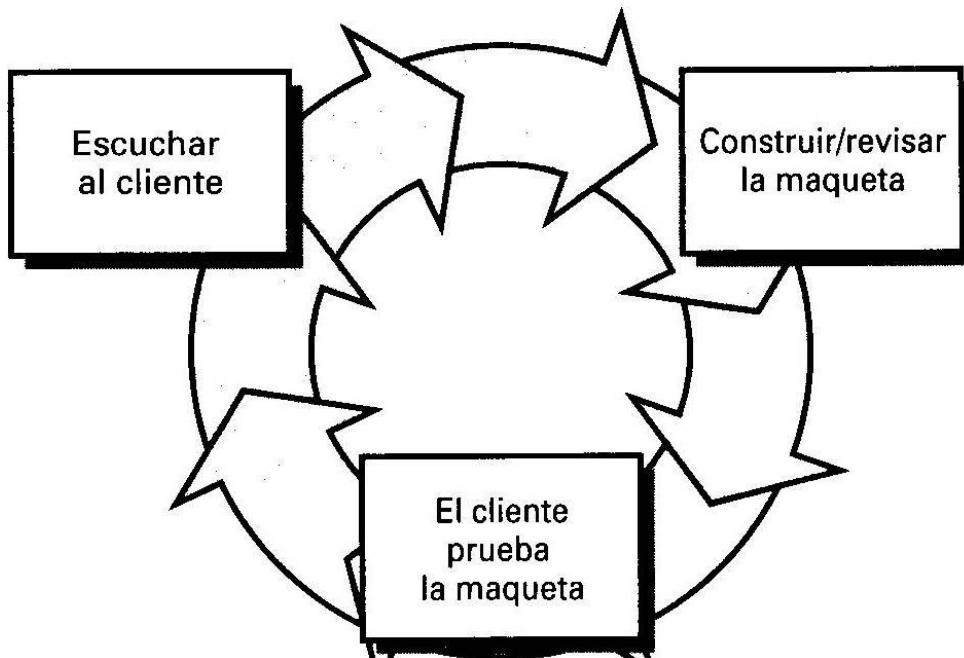 Escuchar
al cliente
Construir/revisar
la maqueta
El cliente
prueba
la maqueta